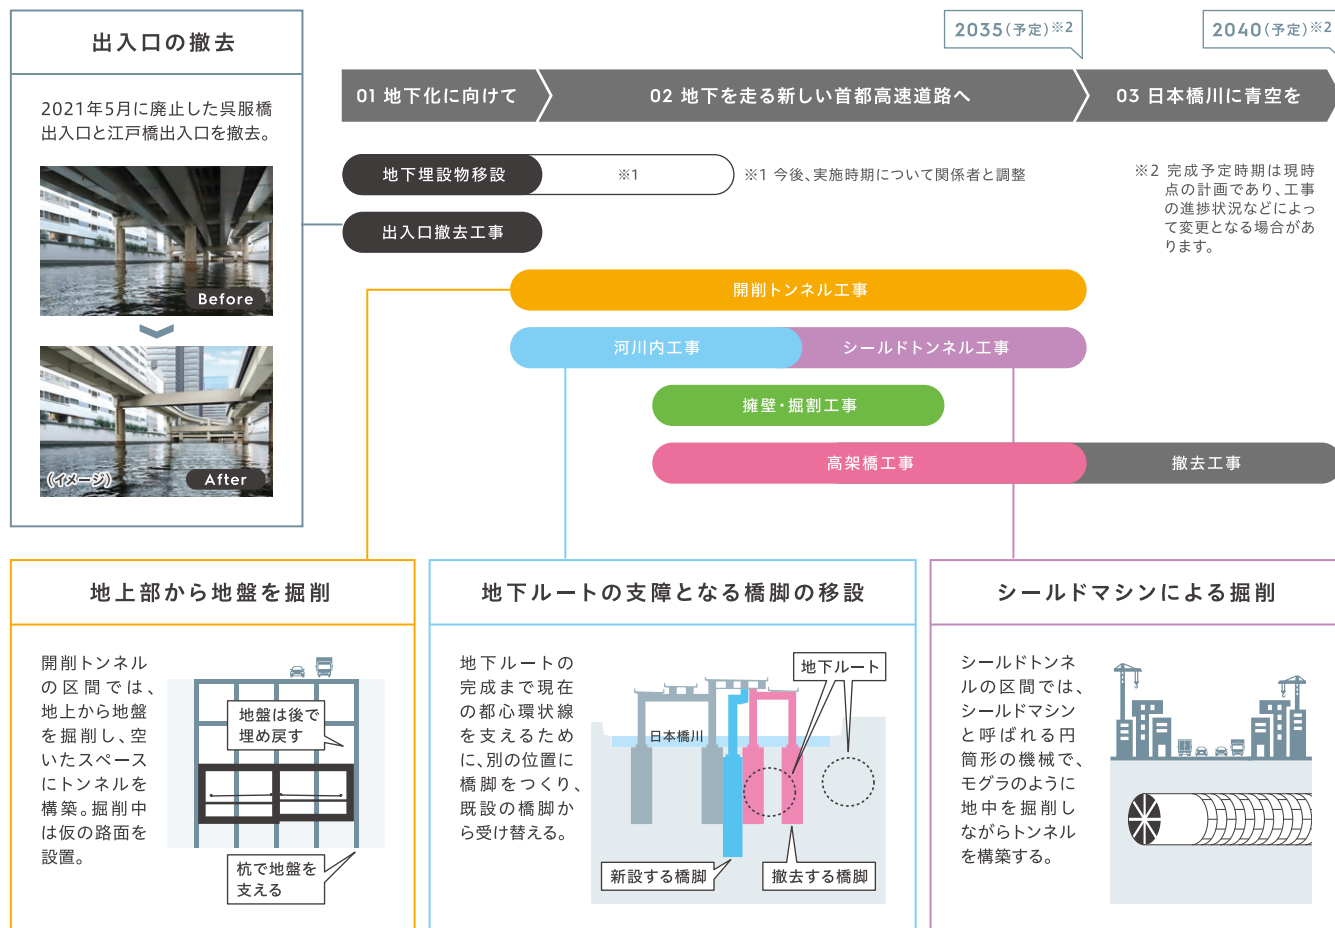 出入口の撤去
2021年5月に廃止した呉服橋
出入口と江戸橋出入口を撤去。
Before
(イメージ)
After
2035(予定)※2
2040(予定)※2
01 地下化に向けて
02 地下を走る新しい首都高速道路へ
03 日本橋川に青空を
地下埋設物移設
※1
※1 今後、実施時期について関係者と調整
※2 完成予定時期は現時
点の計画であり、工事
の進捗状況などによっ
て変更となる場合があ
ります。
出入口撤去工事
開削トンネル工事
河川内工事
シールドトンネル工事
擁壁・掘割工事
高架橋工事
撤去工事
地上部から地盤を掘削
開削トンネル
の区間では、
地上から地盤
を掘削し、空
いたスペース
にトンネルを
構築。掘削中
は仮の路面を
設置。
地盤は後で
埋め戻す
杭で地盤を
支える
地下ルートの支障となる橋脚の移設
地下ルートの
完成まで現在
の都心環状線
を支えるため
に、別の位置に
橋脚をつくり、
既設の橋脚か
ら受け替える。
地下ルート
日本橋川
新設する橋脚
撤去する橋脚
シールドマシンによる掘削
シールドトンネ
ルの区間では、
シールドマシン
と呼ばれる円
筒形の機械で、
モグラのように
地中を掘削し
ながらトンネル
を構築する。